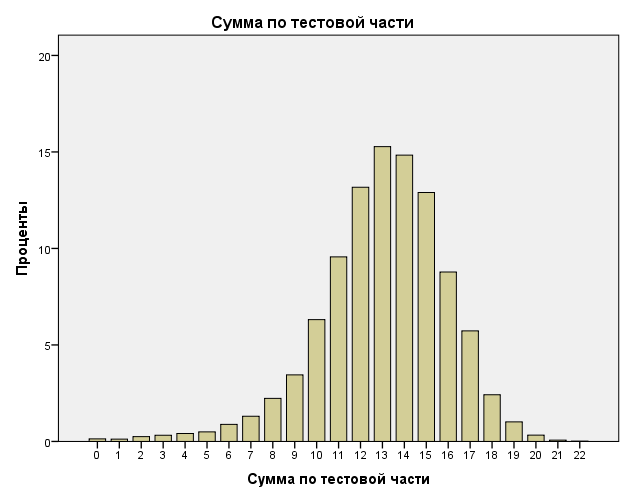 Сумма по тестовой части
20
15
10
5
0
Проценты
0 1 2 3 4 5 6 7 8 9 10 11 12 13 14 15 16 17 18 19 20 21 22
Сумма по тестовой части